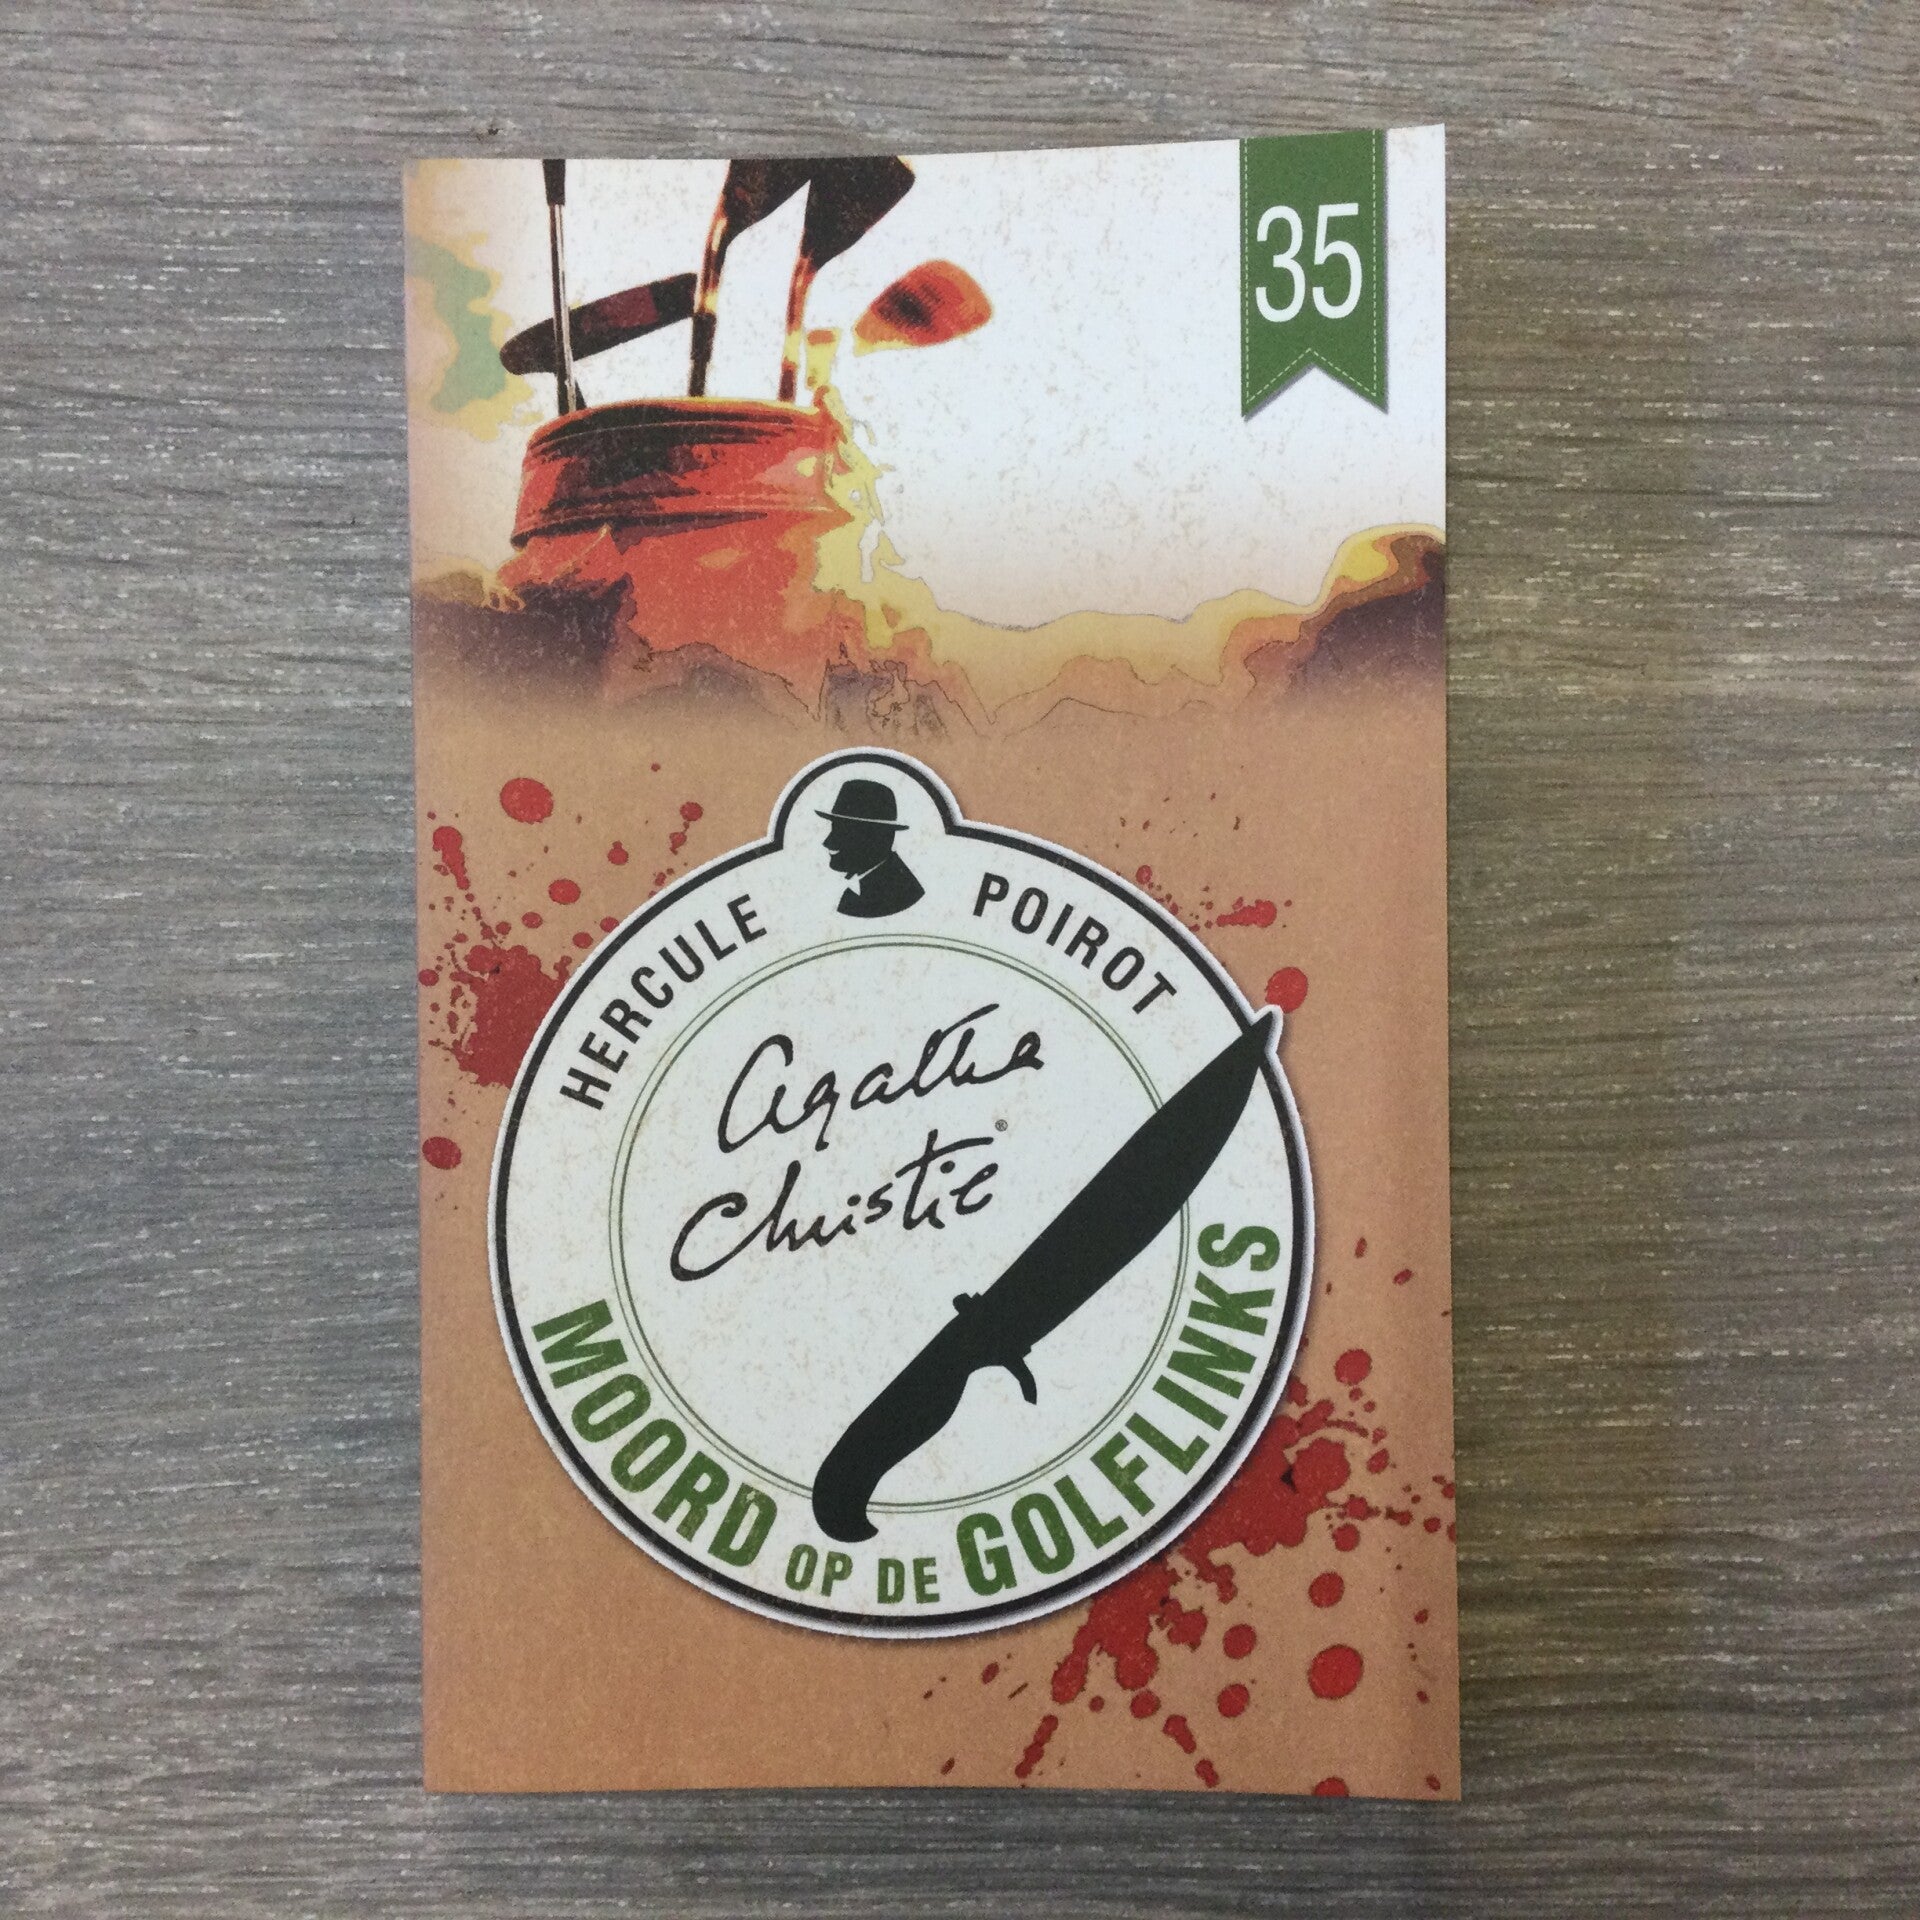 35
HERCULE POIROT
Agatha
Christie®
MOORD OP DE GOLFLINKS